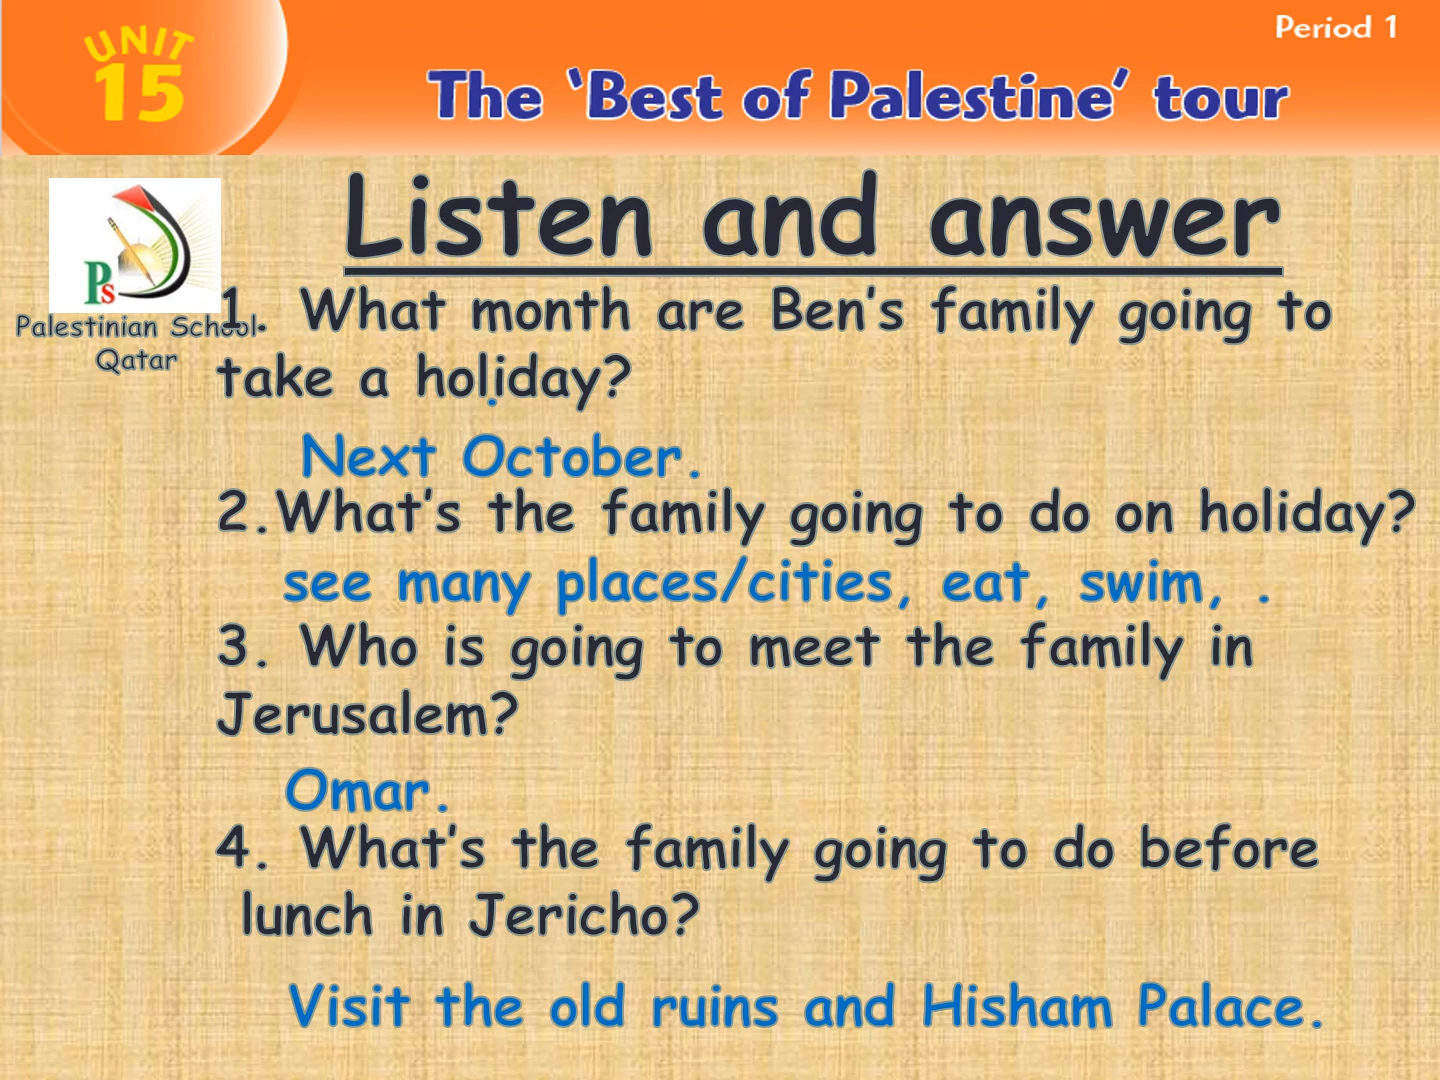 Period 1
UNIT
15
The ‘Best of Palestine’ tour
Listen and answer
Ps
Palestinian School
Qatar
1. What month are Ben’s family going to
take a holiday?
.
Next October.
2.What’s the family going to do on holiday?
see many places/cities, eat, swim, .
3. Who is going to meet the family in
Jerusalem?
Omar.
4. What’s the family going to do before
lunch in Jericho?
Visit the old ruins and Hisham Palace.